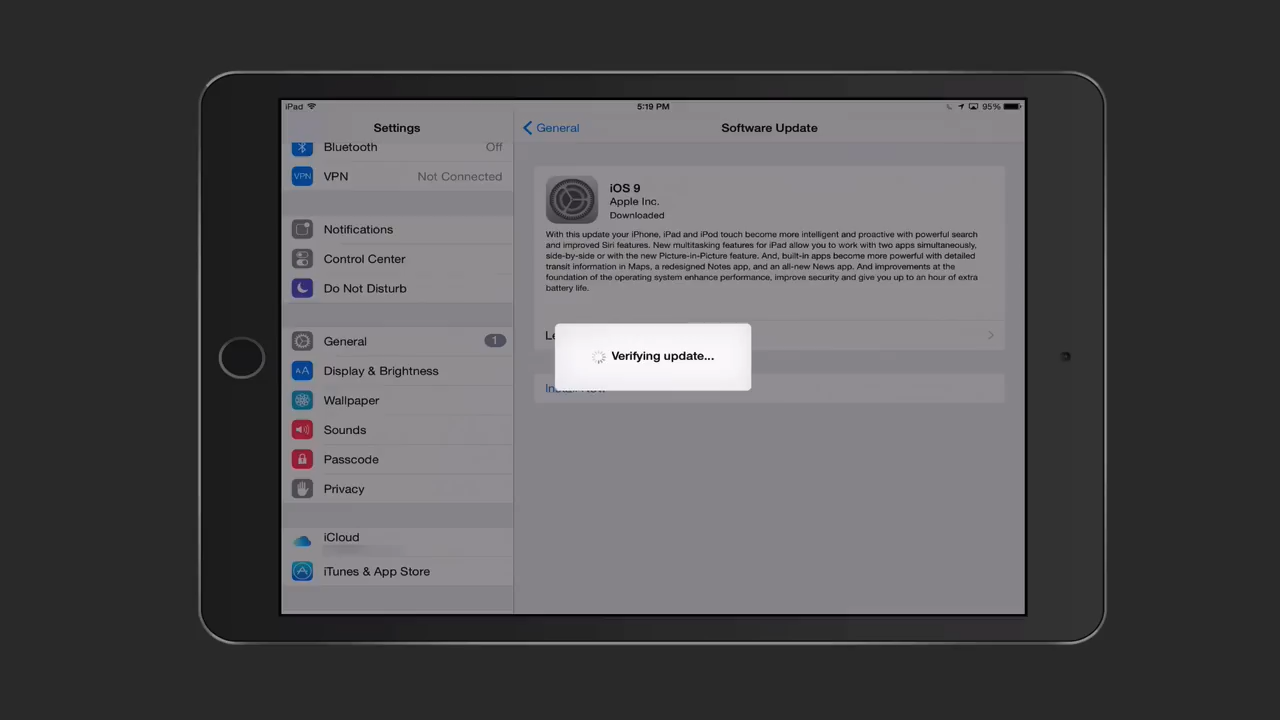 iPad
5:19 PM
95%
Settings
General
Software Update
Bluetooth
Off
VPN
VPN
Not Connected
Notifications
Control Center
Do Not Disturb
General
1
AA
Display & Brightness
Wallpaper
Sounds
Passcode
Privacy
iCloud
iTunes & App Store
iOS 9
Apple Inc.
Downloaded
With this update your iPhone, iPad and iPod touch become more intelligent and proactive with powerful search
and improved Siri features. New multitasking features for iPad allow you to work with two apps simultaneously,
side-by-side or with the new Picture-in-Picture feature. And, built-in apps become more powerful with detailed
transit information in Maps, a redesigned Notes app, and an all-new News app. And improvements at the
foundation of the operating system enhance performance, improve security and give you up to an hour of extra
battery life.
Verifying update...